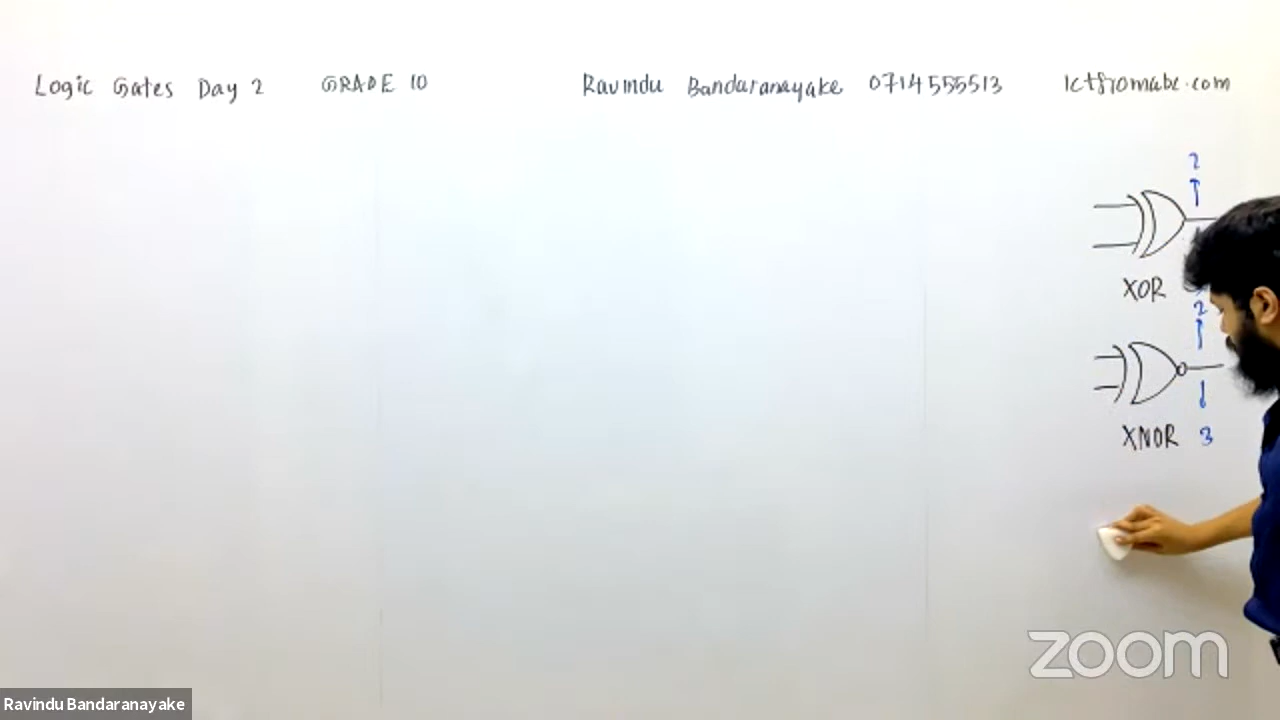 Logic Gates Day 2 GRADE 10 Ravindu Bandaranayake 0714555513 ictfromabc.com
2
XOR
2
XNOR 3
zoom
Ravindu Bandaranayake